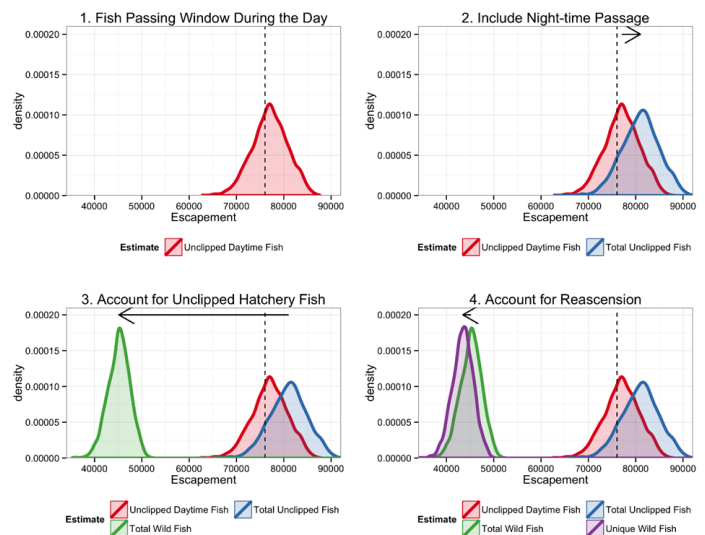 1. Fish Passing Window During the Day
2. Include Night-time Passage
0.00020
0.00015
0.00010
0.00005
0.00000
density
40000 50000 60000 70000 80000 90000
Escapement
Estimate Unclipped Daytime Fish
0.00020
0.00015
0.00010
0.00005
0.00000
density
40000 50000 60000 70000 80000 90000
Escapement
Estimate Unclipped Daytime Fish Total Unclipped Fish
3. Account for Unclipped Hatchery Fish
4. Account for Reascension
0.00020
0.00015
0.00010
0.00005
0.00000
density
40000 50000 60000 70000 80000 90000
Escapement
Estimate
Unclipped Daytime Fish Total Unclipped Fish
Total Wild Fish
0.00020
0.00015
0.00010
0.00005
0.00000
density
40000 50000 60000 70000 80000 90000
Escapement
Estimate
Unclipped Daytime Fish Total Unclipped Fish
Total Wild Fish Unique Wild Fish